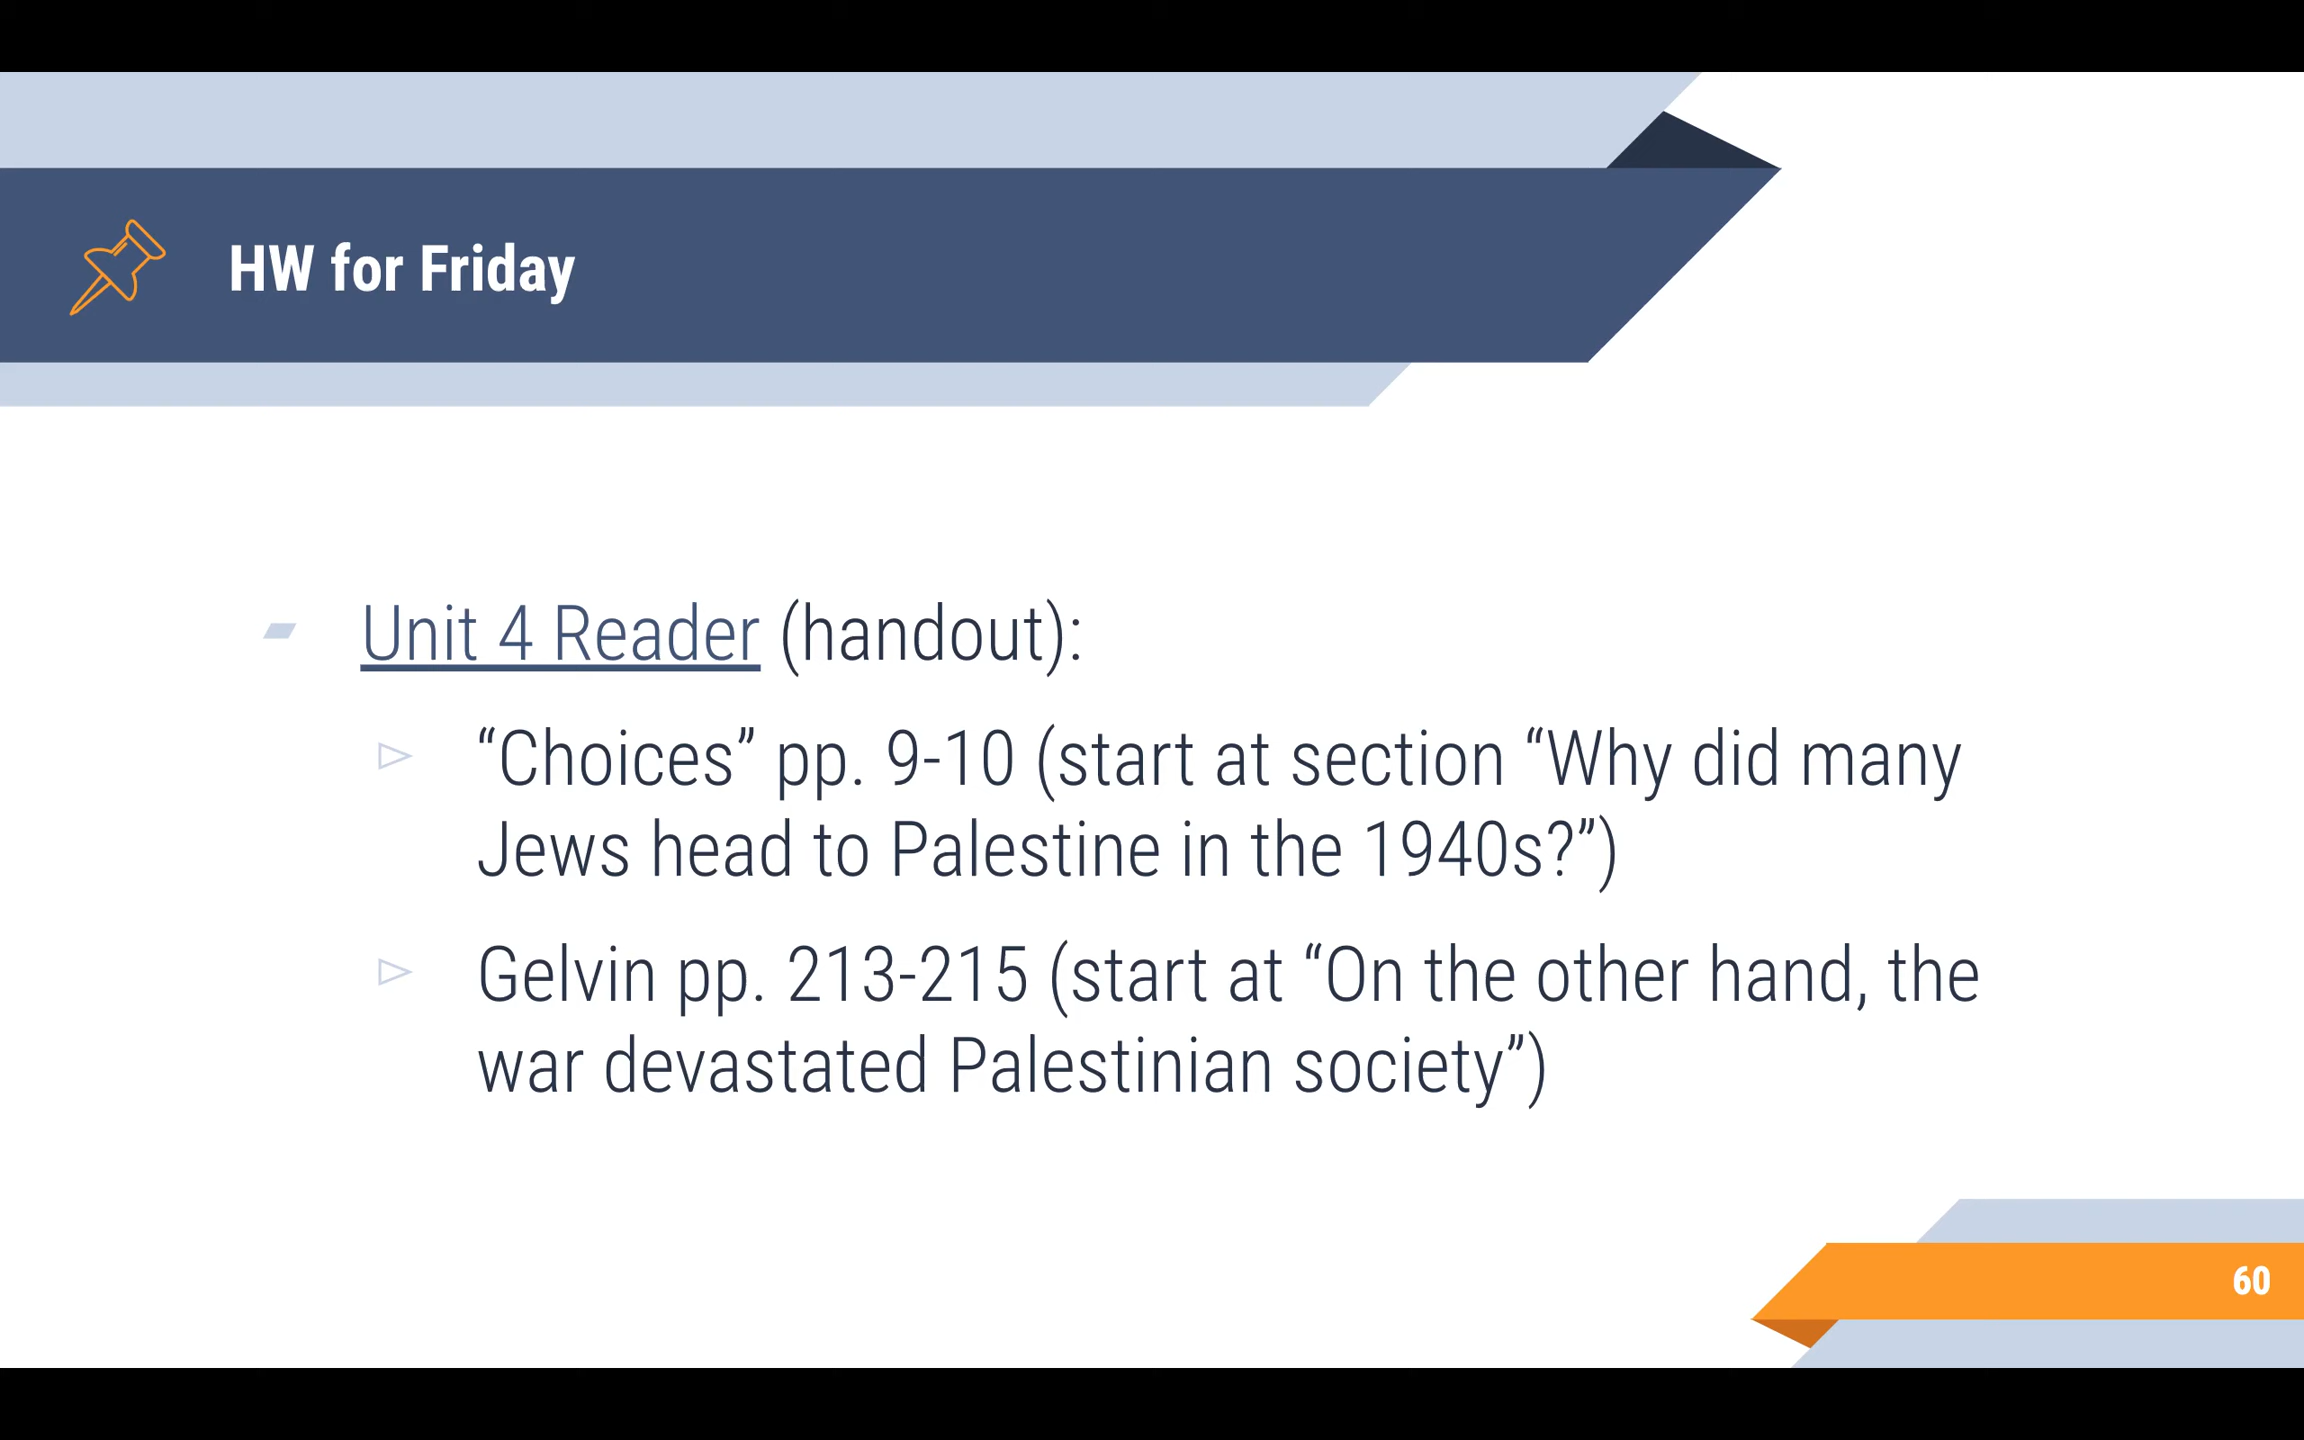 HW for Friday
Unit 4 Reader (handout):
“Choices” pp. 9-10 (start at section “Why did many
Jews head to Palestine in the 1940s?”)
Gelvin pp. 213-215 (start at “On the other hand, the
war devastated Palestinian society”)
60